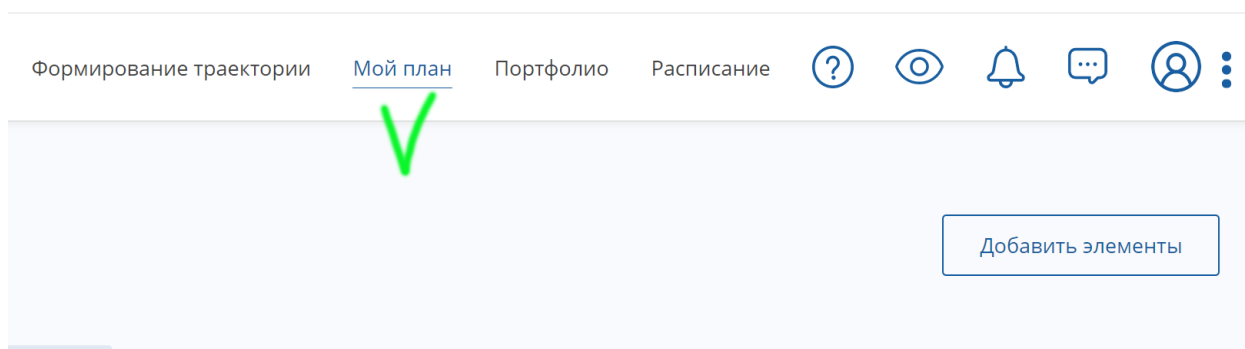 Формирование траектории Мой план Портфолио Расписание
Добавить элементы